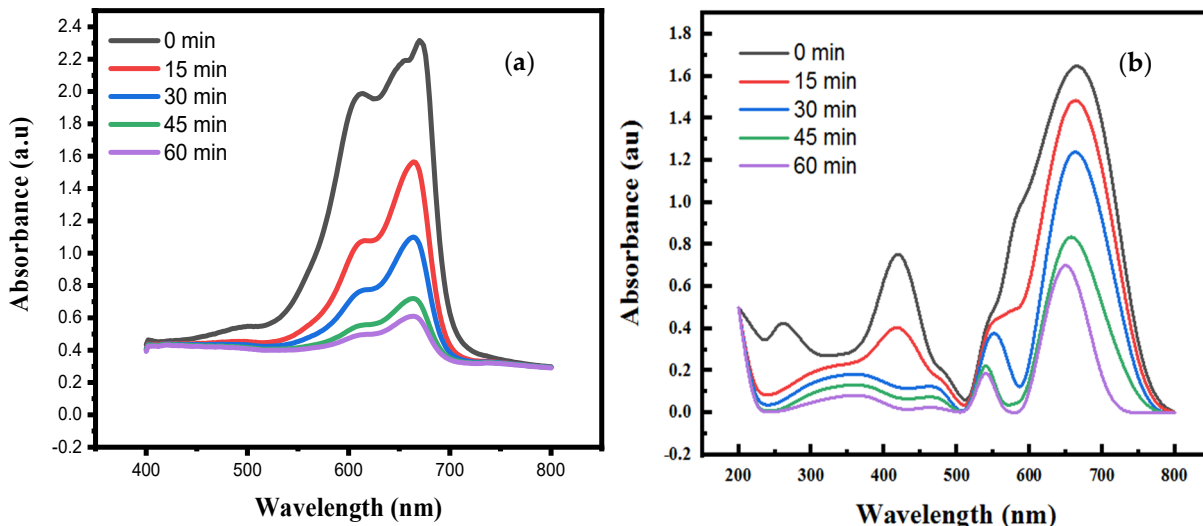 (a)
0 min
15 min
30 min
45 min
60 min
Absorbance (a.u)
2.4
2.2
2.0
1.8
1.6
1.4
1.2
1.0
0.8
0.6
0.4
0.2
0.0
-0.2
400
500
600
700
800
Wavelength (nm)
(b)
0 min
15 min
30 min
45 min
60 min
Absorbance (au)
1.8
1.6
1.4
1.2
1.0
0.8
0.6
0.4
0.2
0.0
-0.2
200
300
400
500
600
700
800
Wavelength (nm)